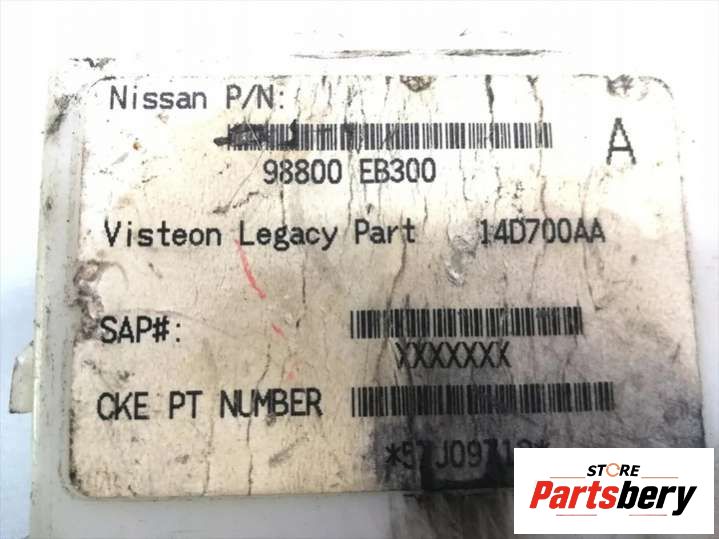 Nissan P/N:
A
98800 EB300
Visteon Legacy Part 14D700AA
SAP#:
XXXXXXX
CKE PT NUMBER
STORE
Partsbery